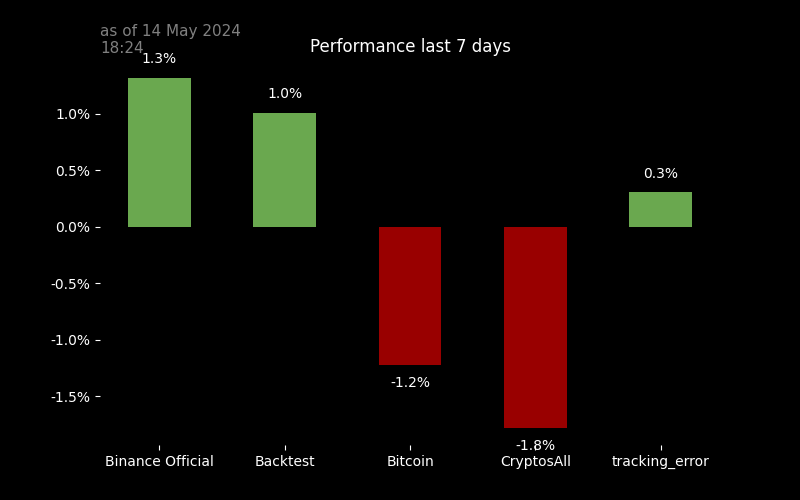 as of 14 May 2024
18:24
Performance last 7 days
1.3%
1.0%
-1.2%
-1.8%
0.3%
1.0%
0.5%
0.0%
-0.5%
-1.0%
-1.5%
Binance Official
Backtest
Bitcoin
CryptosAll
tracking_error